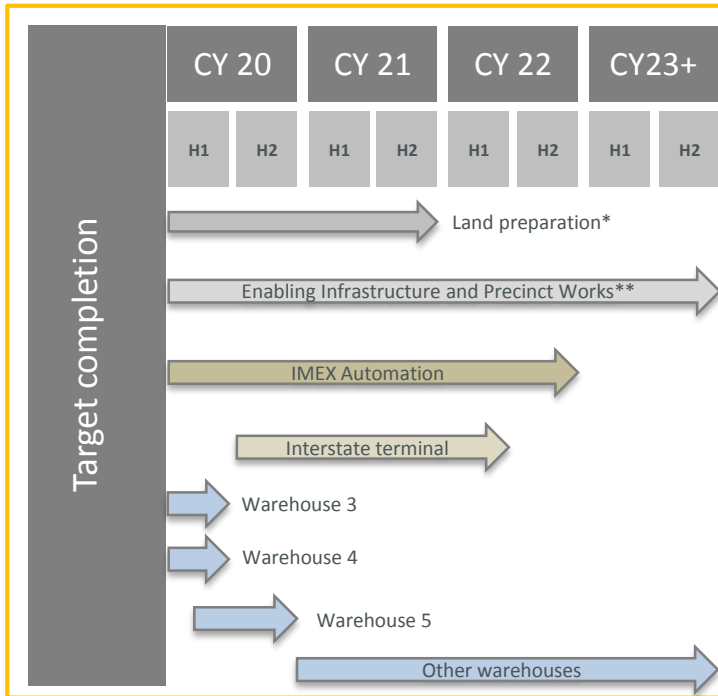 Target completion
CY 20 CY 21 CY 22 CY23+
H1 H2 H1 H2 H1 H2 H1 H2
Land preparation*
Enabling Infrastructure and Precinct Works**
IMEX Automation
Interstate terminal
Warehouse 3
Warehouse 4
Warehouse 5
Other warehouses